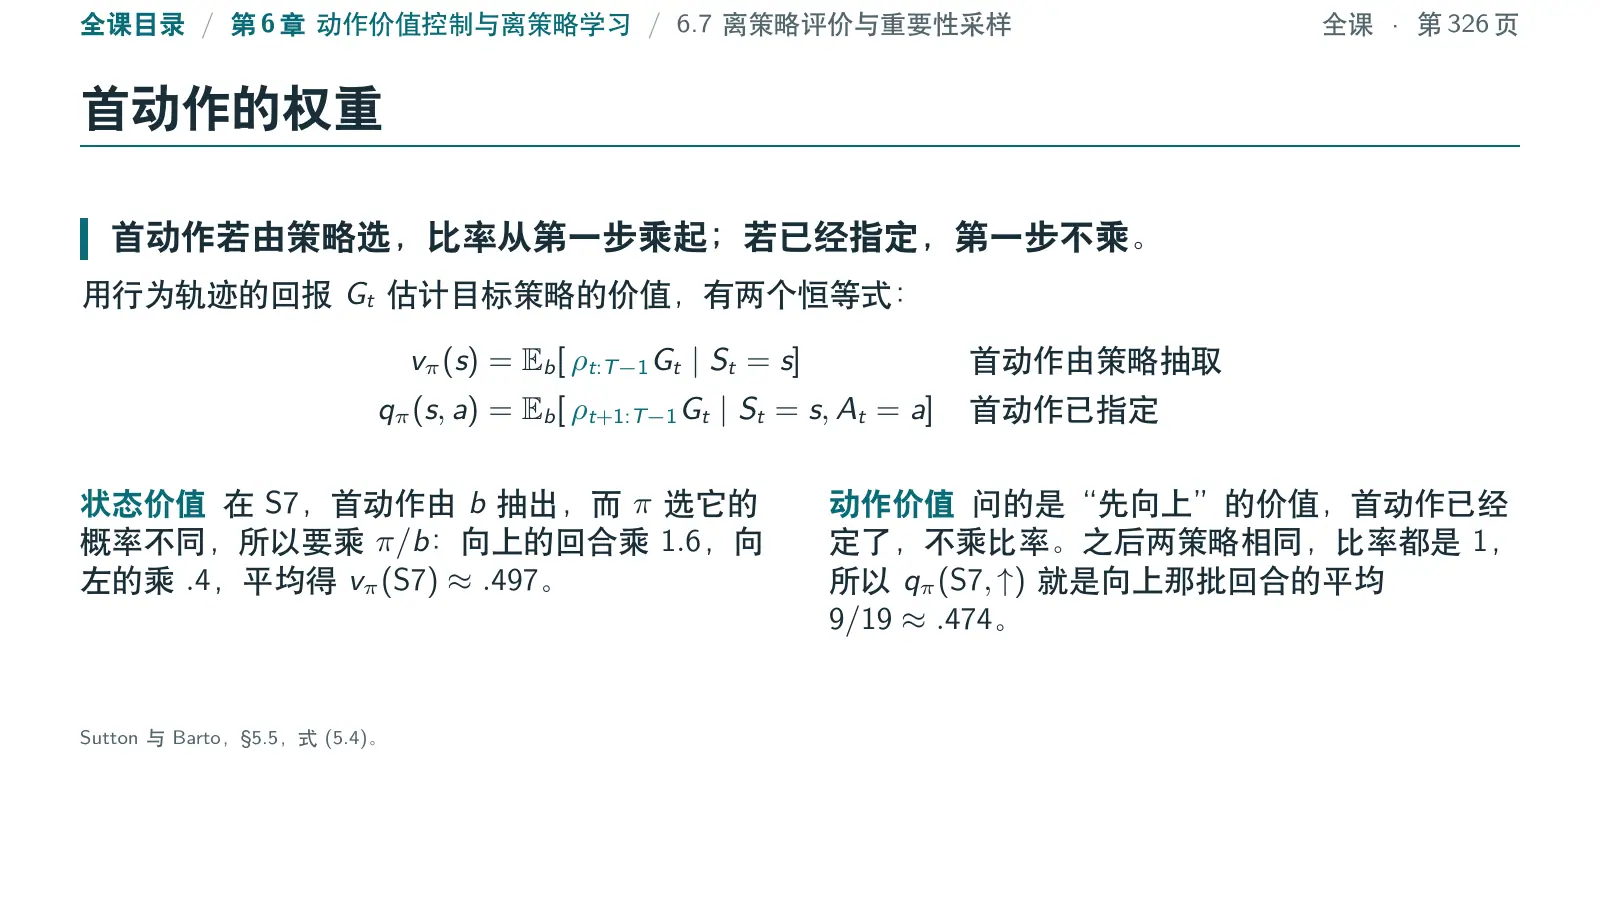 全课目录 / 第 6 章 动作价值控制与离策略学习 / 6.7 离策略评价与重要性采样
全课 · 第 326 页
首动作的权重
首动作若由策略选，比率从第一步乘起；若已经指定，第一步不乘。
用行为轨迹的回报 Gₜ 估计目标策略的价值，有两个恒等式：
v_π(s) = 𝔼_b[ ρ_{t:T−1} G_t | S_t = s] 首动作由策略抽取
q_π(s, a) = 𝔼_b[ ρ_{t+1:T−1} G_t | S_t = s, A_t = a] 首动作已指定
状态价值 在 S7，首动作由 b 抽出，而 π 选它的
概率不同，所以要乘 π/b：向上的回合乘 1.6，向
左的乘 .4，平均得 v_π(S7) ≈ .497。
动作价值 问的是 “先向上” 的价值，首动作已经
定了，不乘比率。之后两策略相同，比率都是 1，
所以 q_π(S7, ↑) 就是向上那批回合的平均
9/19 ≈ .474。
Sutton 与 Barto，§5.5，式 (5.4)。